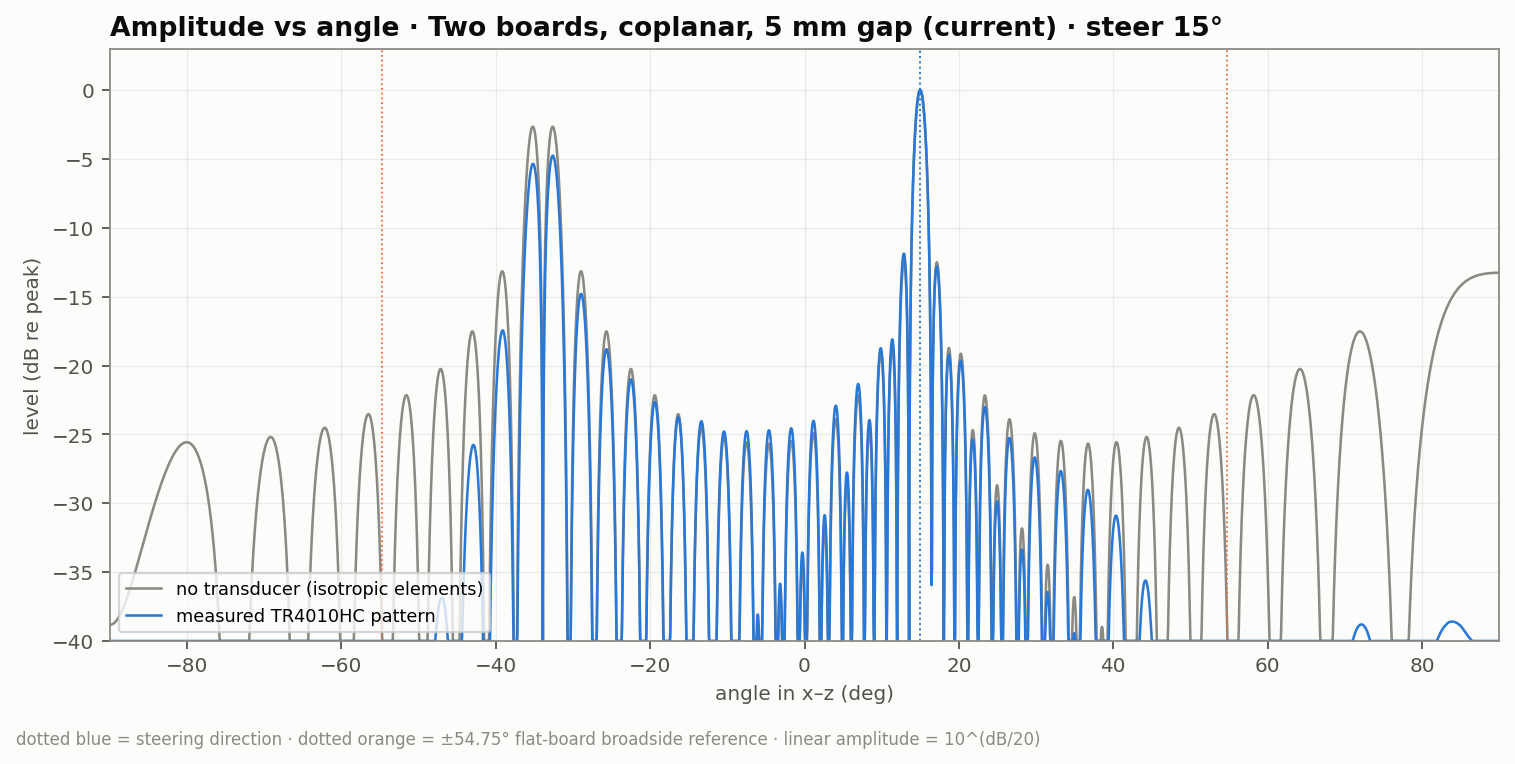 Amplitude vs angle · Two boards, coplanar, 5 mm gap (current) · steer 15°
level (dB re peak)
0
−5
−10
−15
−20
−25
−30
−35
−40
no transducer (isotropic elements)
measured TR4010HC pattern
−80 −60 −40 −20 0 20 40 60 80
angle in x–z (deg)
dotted blue = steering direction · dotted orange = ±54.75° flat-board broadside reference · linear amplitude = 10^(dB/20)